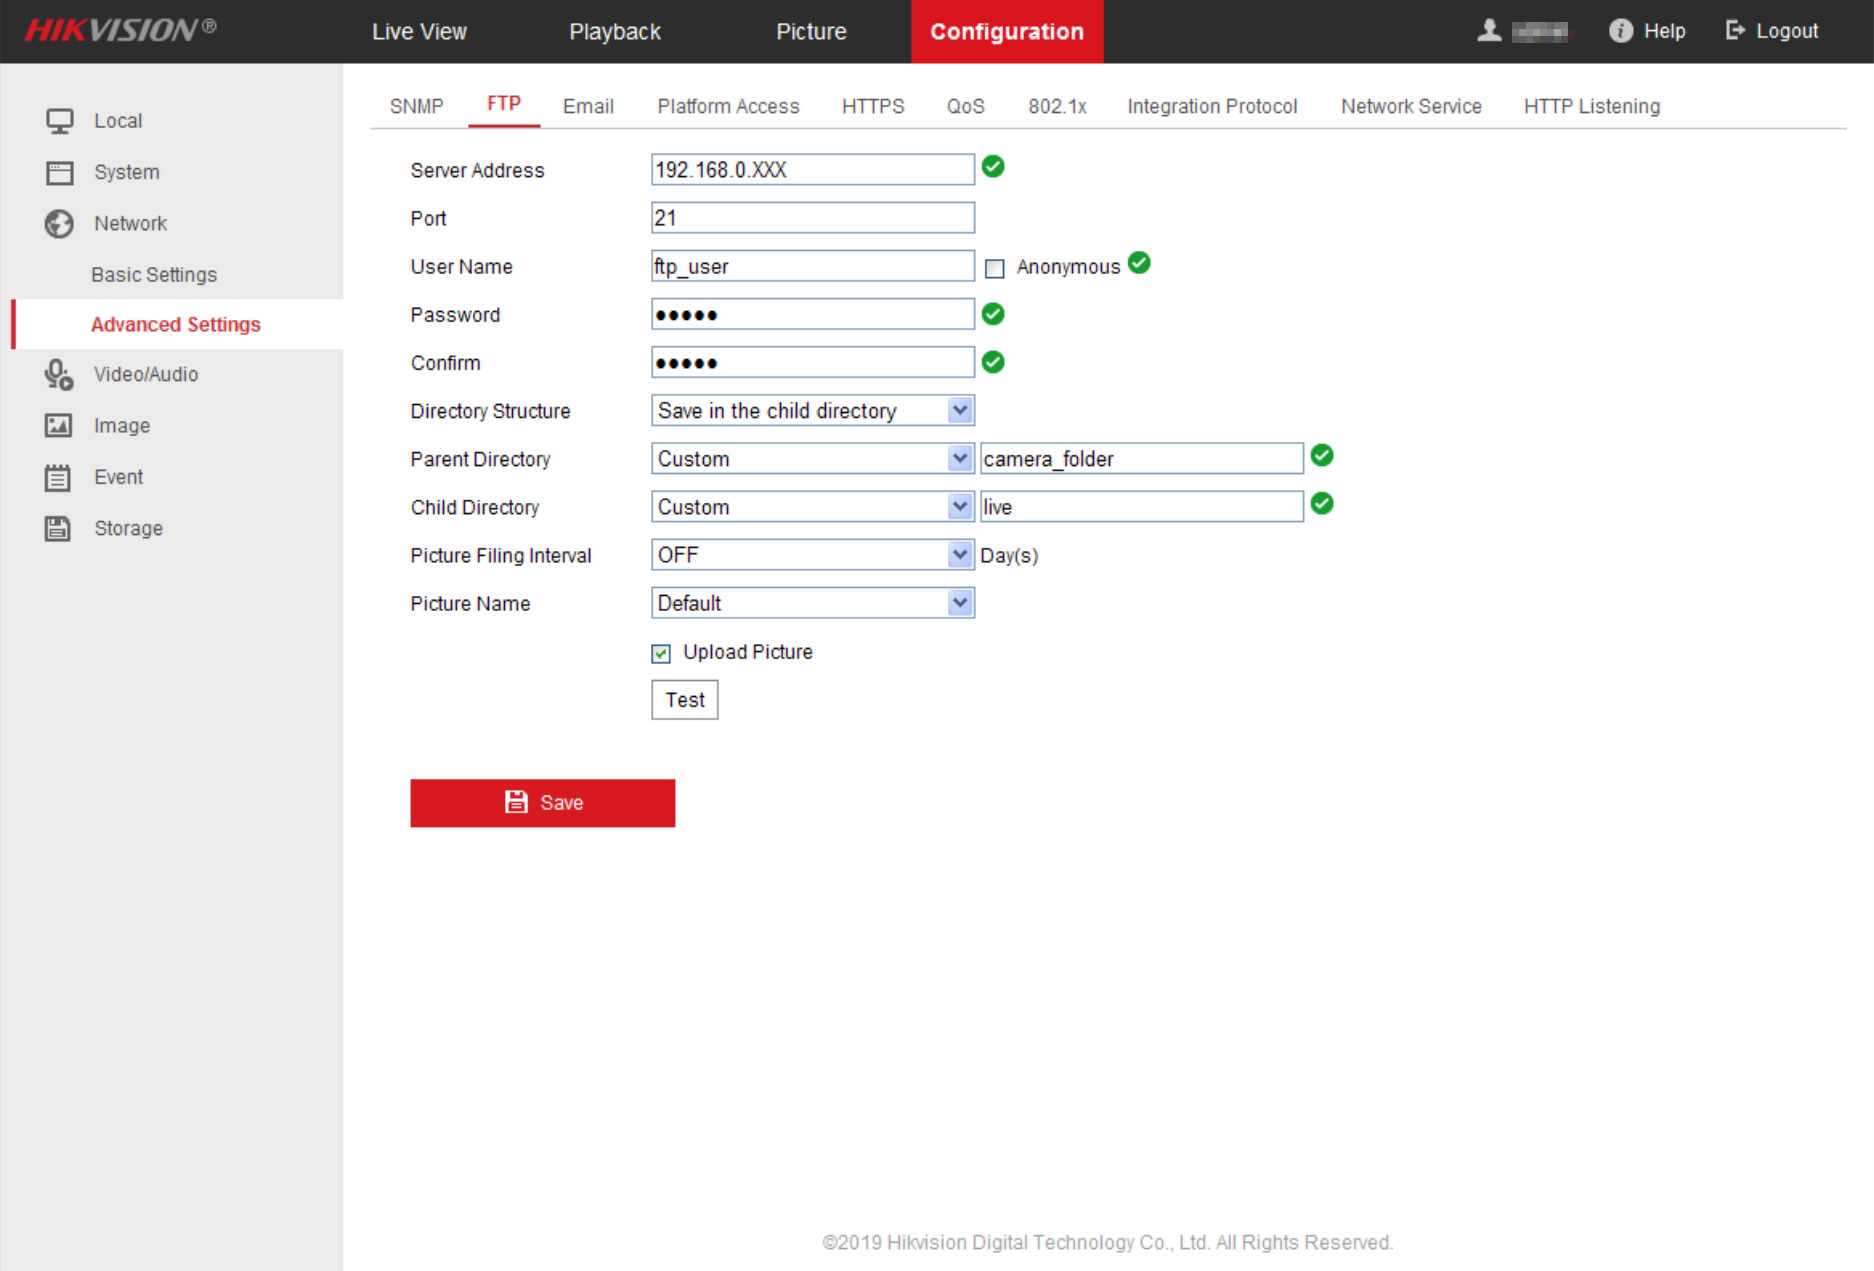 HIKVISION® Live View Playback Picture Configuration Help Logout
SNMP FTP Email Platform Access HTTPS QoS 802.1x Integration Protocol Network Service HTTP Listening
Local
System
Network
Basic Settings
Advanced Settings
Video/Audio
Image
Event
Storage
Server Address 192.168.0.XXX
Port 21
User Name ftp_user Anonymous
Password •••••
Confirm •••••
Directory Structure Save in the child directory
Parent Directory Custom camera_folder
Child Directory Custom live
Picture Filing Interval OFF Day(s)
Picture Name Default
Upload Picture
Test
Save
©2019 Hikvision Digital Technology Co., Ltd. All Rights Reserved.